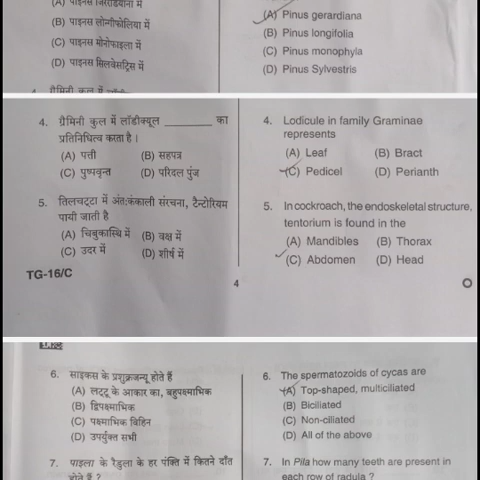 (A) पाइनस जिरार्डियाना में
(B) पाइनस लोन्गीफोलिया में
(C) पाइनस मोनोफाइला में
(D) पाइनस सिलवेसट्रिस में
(A) Pinus gerardiana
(B) Pinus longifolia
(C) Pinus monophyla
(D) Pinus Sylvestris
4. ग्रैमिनी कुल में लॉडीक्यूल ________ का
प्रतिनिधित्व करता है ।
(A) पत्ती (B) सहपत्र
(C) पुष्पवृन्त (D) परिदल पुंज
5. तिलचट्टा में अंतःकंकाली संरचना, टैन्टोरियम
पायी जाती है
(A) चिबुकास्थि में (B) वक्ष में
(C) उदर में (D) शीर्ष में
TG-16/C
4. Lodicule in family Graminae
represents
(A) Leaf (B) Bract
(C) Pedicel (D) Perianth
5. In cockroach, the endoskeletal structure,
tentorium is found in the
(A) Mandibles (B) Thorax
(C) Abdomen (D) Head
4
6. साइकस के प्रशुक्रजन्यू होते हैं
(A) लट्टू के आकार का, बहुपक्ष्माभिक
(B) द्विपक्ष्माभिक
(C) पक्ष्माभिक विहिन
(D) उपर्युक्त सभी
7. पाइला के रैडुला के हर पंक्ति में कितने दाँत
होते हैं ?
6. The spermatozoids of cycas are
(A) Top-shaped, multiciliated
(B) Biciliated
(C) Non-ciliated
(D) All of the above
7. In Pila how many teeth are present in
each row of radula ?